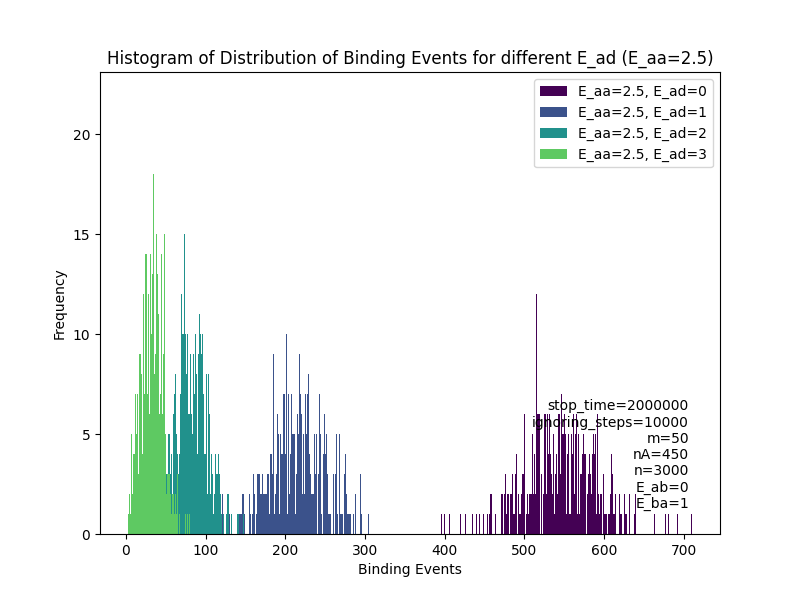 Histogram of Distribution of Binding Events for different E_ad (E_aa=2.5)
E_aa=2.5, E_ad=0
E_aa=2.5, E_ad=1
E_aa=2.5, E_ad=2
E_aa=2.5, E_ad=3
Frequency
20
15
10
5
0
stop_time=2000000
ignoring_steps=10000
m=50
nA=450
n=3000
E_ab=0
E_ba=1
0 100 200 300 400 500 600 700
Binding Events